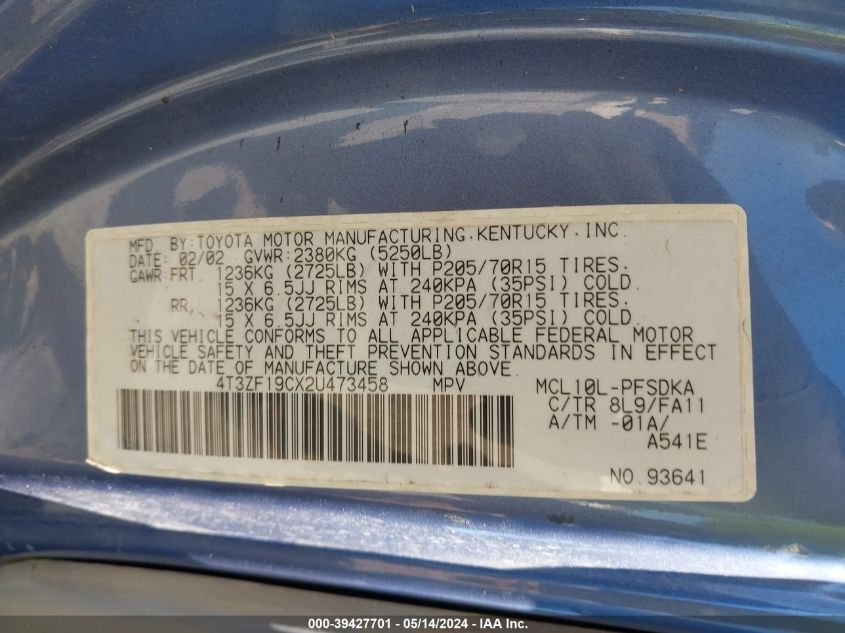 MFD. BY:TOYOTA MOTOR MANUFACTURING.KENTUCKY.INC.
DATE: 02/02 GVWR:2380KG (5250LB)
GAWR:FRT. 1236KG (2725LB) WITH P205/70R15 TIRES.
15 X 6.5JJ RIMS AT 240KPA (35PSI) COLD.
RR. 1236KG (2725LB) WITH P205/70R15 TIRES.
15 X 6.5JJ RIMS AT 240KPA (35PSI) COLD.
THIS VEHICLE CONFORMS TO ALL APPLICABLE FEDERAL MOTOR
VEHICLE SAFETY AND THEFT PREVENTION STANDARDS IN EFFECT
ON THE DATE OF MANUFACTURE SHOWN ABOVE.
4T3ZF19CX2U473458 MPV MCL10L-PFSDKA
C/TR 8L9/FA11
A/TM -01A/
A541E
NO.93641
000-39427701 - 05/14/2024 - IAA Inc.